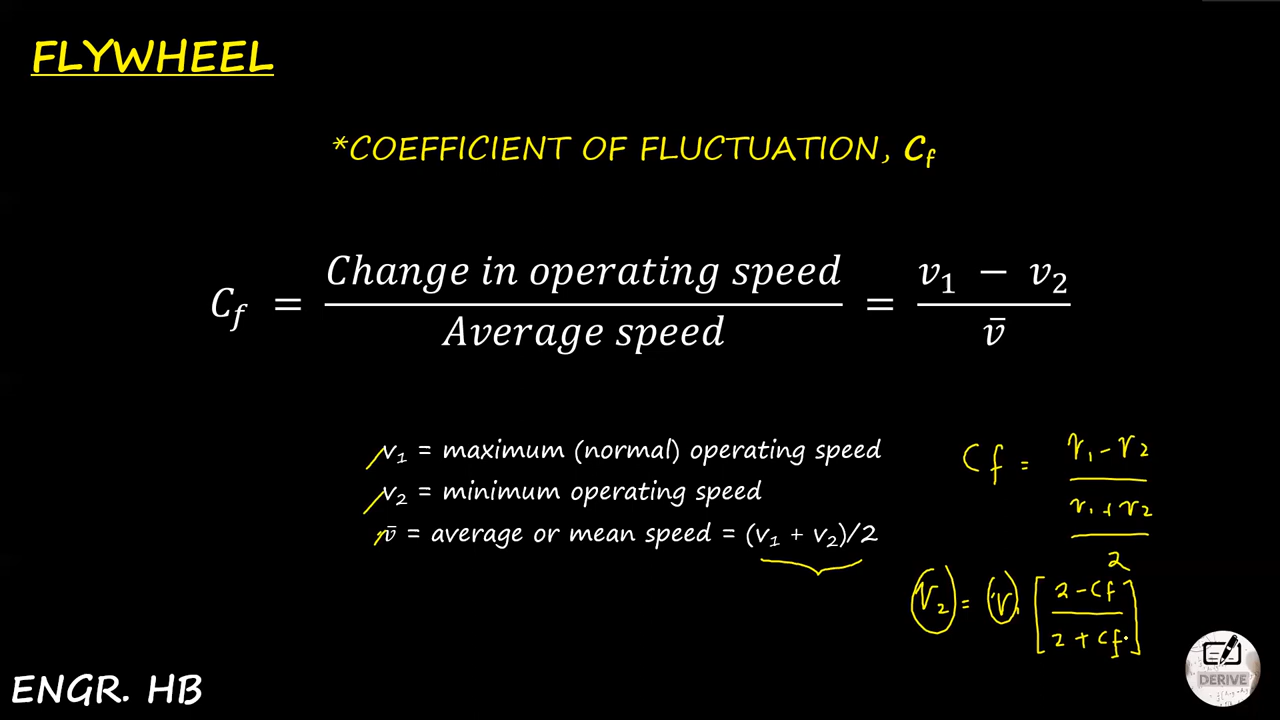 FLYWHEEL
*COEFFICIENT OF FLUCTUATION, Cf
Cf = Change in operating speed / Average speed = v₁ − v₂ / v̄
v₁ = maximum (normal) operating speed
v₂ = minimum operating speed
v̄ = average or mean speed = (v₁ + v₂)/2
Cf = (v₁ - v₂) / ((v₁ + v₂) / 2)
v₂ = v₁ [(2 - Cf) / (2 + Cf)]
ENGR. HB
DERIVE